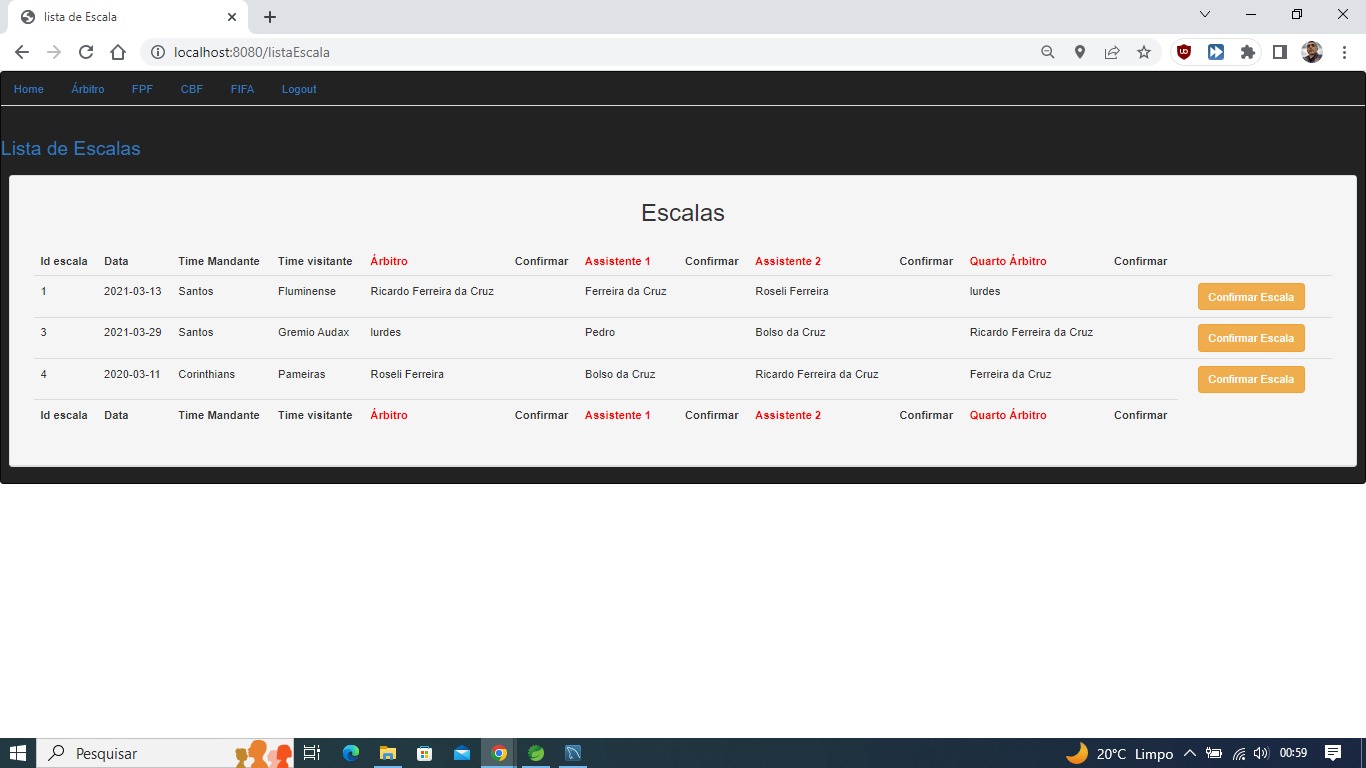 lista de Escala
localhost:8080/listaEscala
Home Árbitro FPF CBF FIFA Logout
Lista de Escalas
Escalas
Id escala Data Time Mandante Time visitante Árbitro Confirmar Assistente 1 Confirmar Assistente 2 Confirmar Quarto Árbitro Confirmar
1 2021-03-13 Santos Fluminense Ricardo Ferreira da Cruz Ferreira da Cruz Roseli Ferreira lurdes Confirmar Escala
3 2021-03-29 Santos Gremio Audax lurdes Pedro Bolso da Cruz Ricardo Ferreira da Cruz Confirmar Escala
4 2020-03-11 Corinthians Pameiras Roseli Ferreira Bolso da Cruz Ricardo Ferreira da Cruz Ferreira da Cruz Confirmar Escala
Id escala Data Time Mandante Time visitante Árbitro Confirmar Assistente 1 Confirmar Assistente 2 Confirmar Quarto Árbitro Confirmar
Pesquisar 20°C Limpo 00:59